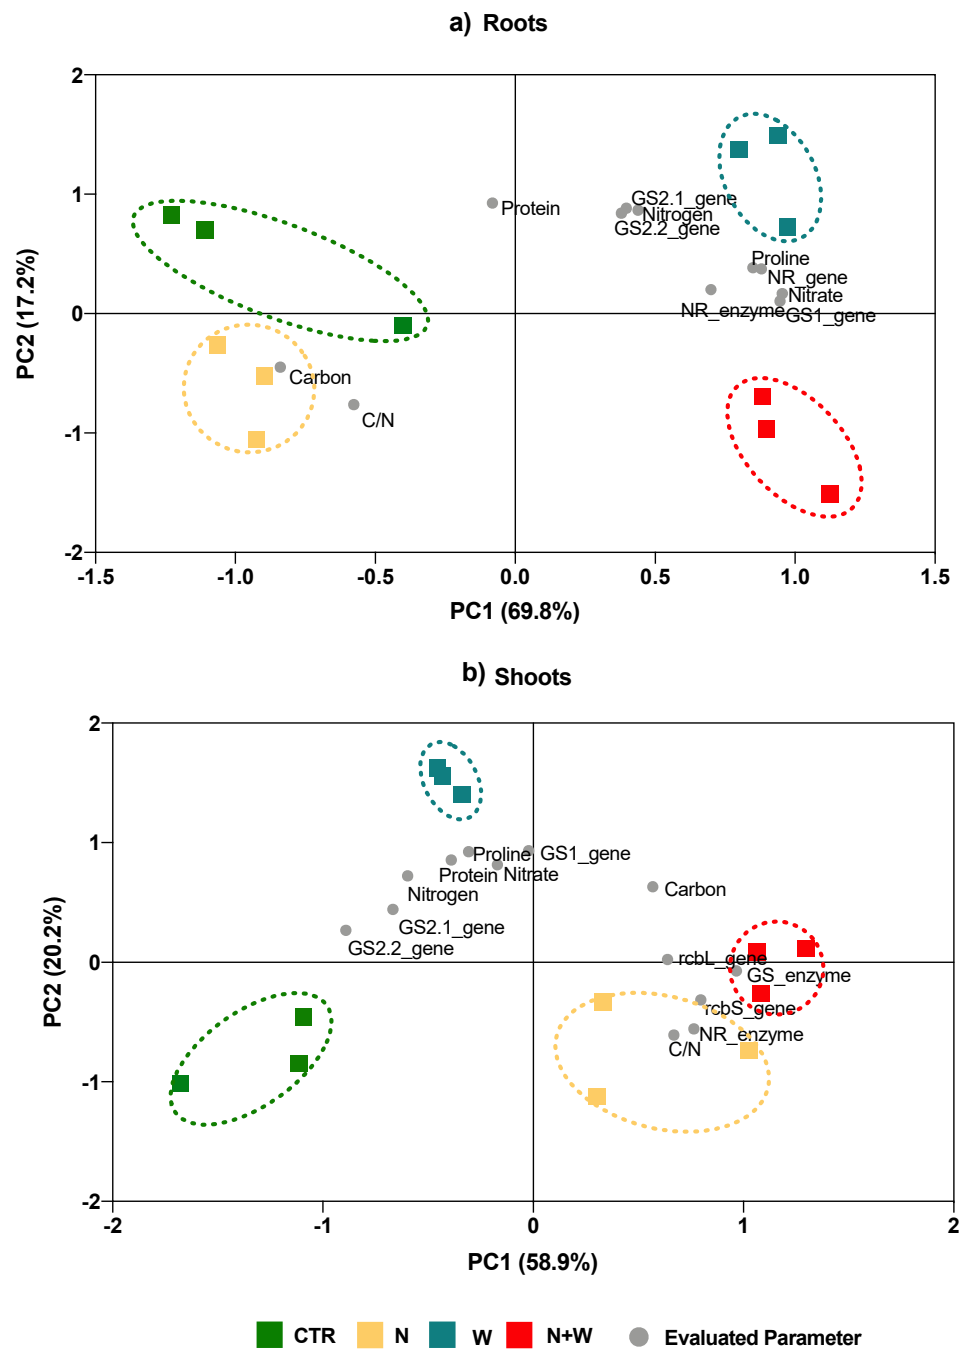 a) Roots
2
1
0
-1
-2
PC2 (17.2%)
Protein
GS2.1_gene
Nitrogen
GS2.2_gene
Proline
NR_gene
Nitrate
NR_enzyme
GS1_gene
Carbon
C/N
-1.5 -1.0 -0.5 0.0 0.5 1.0 1.5
PC1 (69.8%)
b) Shoots
2
1
0
-1
-2
PC2 (20.2%)
Proline
GS1_gene
Protein
Nitrate
Nitrogen
Carbon
GS2.1_gene
GS2.2_gene
rcbL_gene
GS_enzyme
rcbS_gene
NR_enzyme
C/N
-2 -1 0 1 2
PC1 (58.9%)
CTR N W N+W Evaluated Parameter